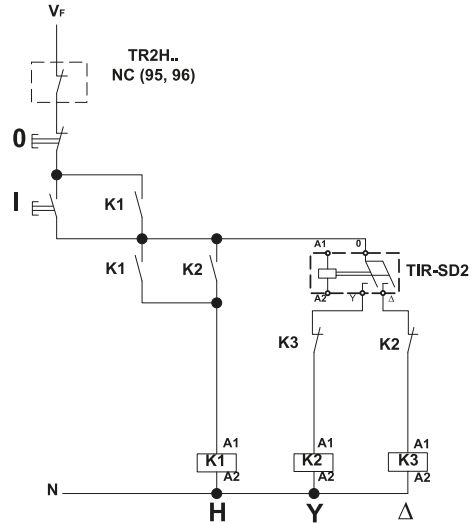 VF
TR2H..
NC (95, 96)
0
I
K1
K1
K2
A1
0
TIR-SD2
A2
Y
Δ
K3
K2
A1
A1
A1
K1
K2
K3
A2
A2
A2
N
H
Y
Δ